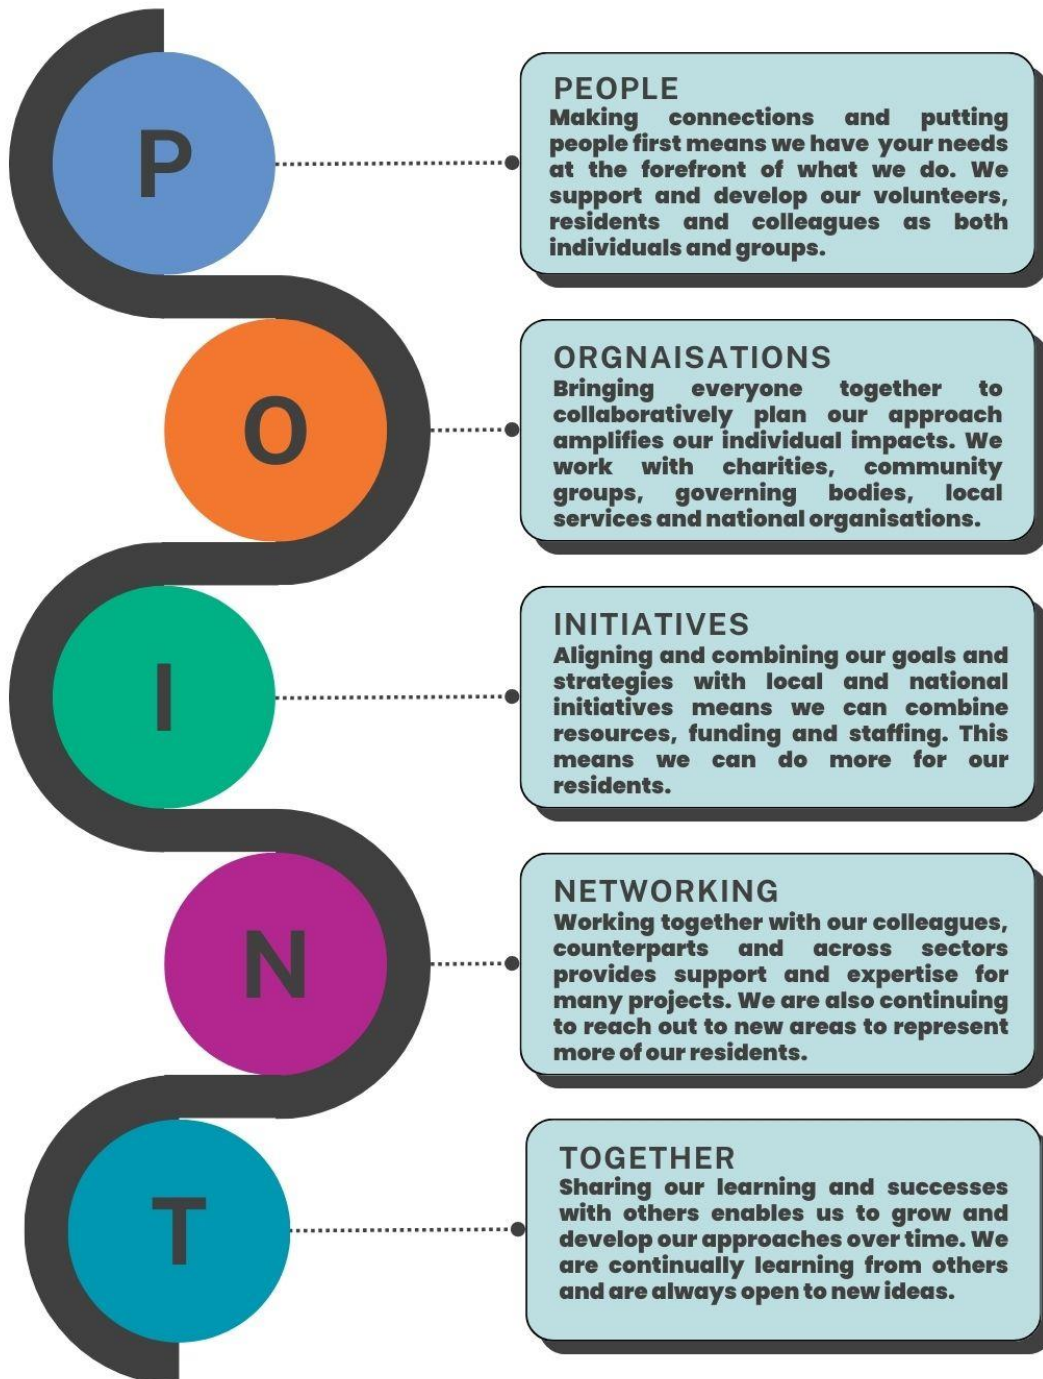 P
PEOPLE
Making connections and putting
people first means we have your needs
at the forefront of what we do. We
support and develop our volunteers,
residents and colleagues as both
individuals and groups.
O
ORGNAISATIONS
Bringing everyone together to
collaboratively plan our approach
amplifies our individual impacts. We
work with charities, community
groups, governing bodies, local
services and national organisations.
I
INITIATIVES
Aligning and combining our goals and
strategies with local and national
initiatives means we can combine
resources, funding and staffing. This
means we can do more for our
residents.
N
NETWORKING
Working together with our colleagues,
counterparts and across sectors
provides support and expertise for
many projects. We are also continuing
to reach out to new areas to represent
more of our residents.
T
TOGETHER
Sharing our learning and successes
with others enables us to grow and
develop our approaches over time. We
are continually learning from others
and are always open to new ideas.